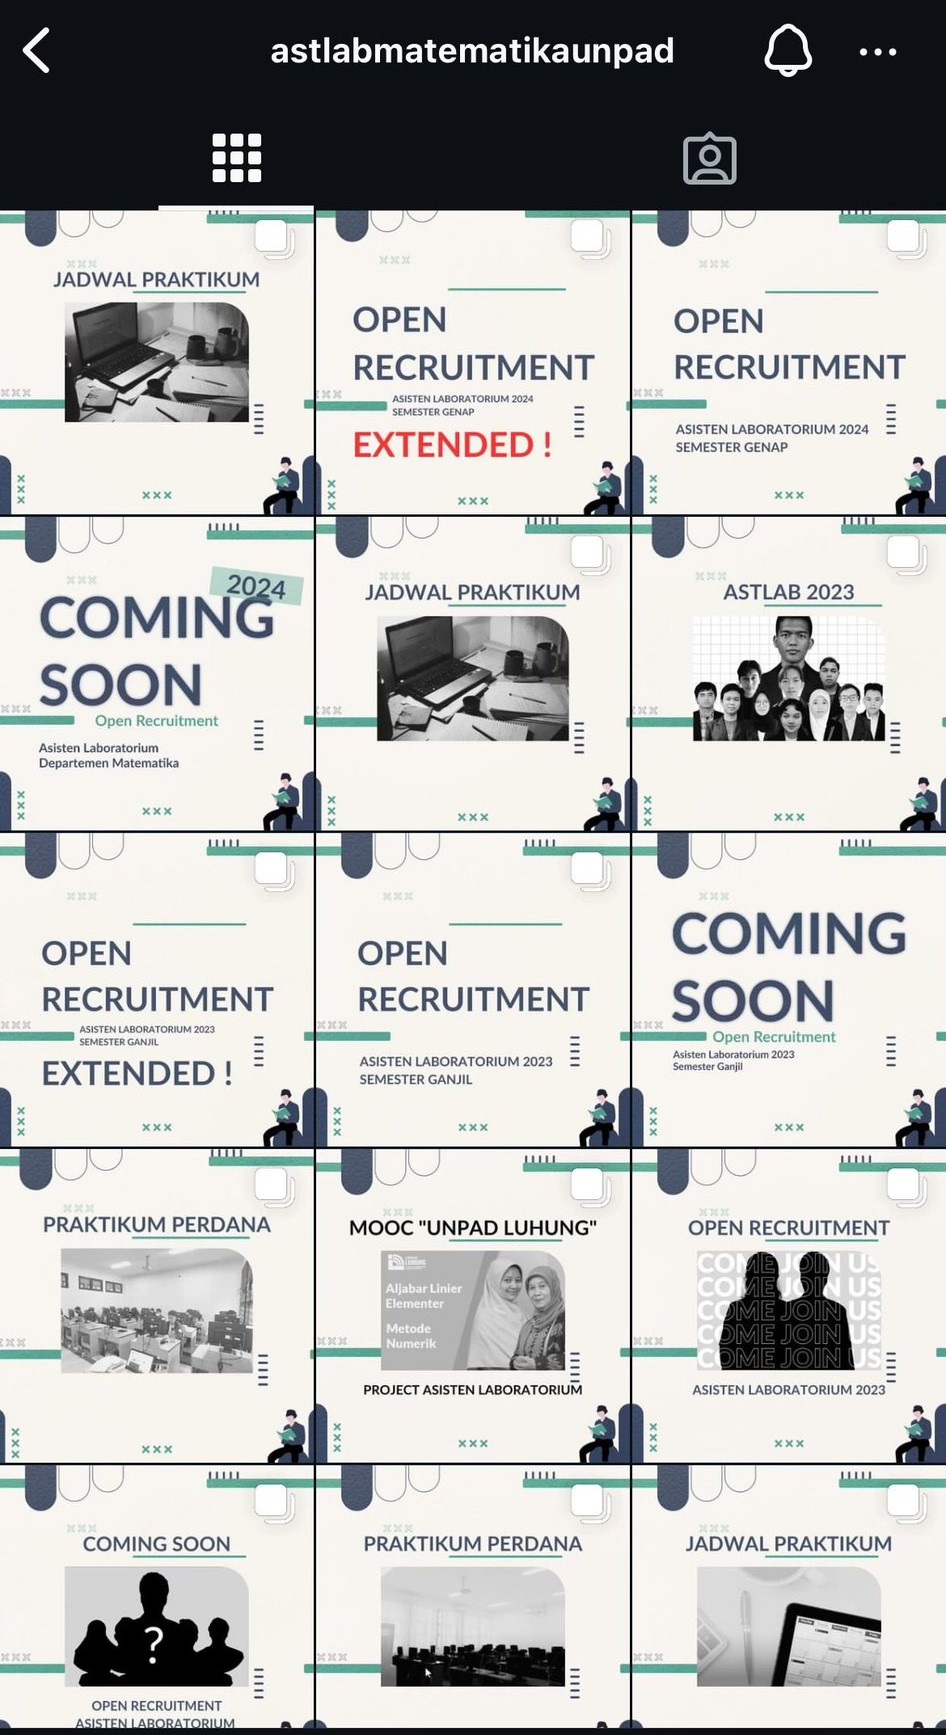 astlabmatematikaunpad
JADWAL PRAKTIKUM
OPEN
RECRUITMENT
ASISTEN LABORATORIUM 2024
SEMESTER GENAP
EXTENDED !
OPEN
RECRUITMENT
ASISTEN LABORATORIUM 2024
SEMESTER GENAP
2024
COMING
SOON
Open Recruitment
Asisten Laboratorium
Departemen Matematika
JADWAL PRAKTIKUM
ASTLAB 2023
OPEN
RECRUITMENT
ASISTEN LABORATORIUM 2023
SEMESTER GANJIL
EXTENDED !
OPEN
RECRUITMENT
ASISTEN LABORATORIUM 2023
SEMESTER GANJIL
COMING
SOON
Open Recruitment
Asisten Laboratorium 2023
Semester Ganjil
PRAKTIKUM PERDANA
MOOC "UNPAD LUHUNG"
Aljabar Linier
Elementer
Metode
Numerik
PROJECT ASISTEN LABORATORIUM
OPEN RECRUITMENT
COME JOIN US
COME JOIN US
COME JOIN US
COME JOIN US
COME JOIN US
ASISTEN LABORATORIUM 2023
COMING SOON
?
OPEN RECRUITMENT
ASISTEN LABORATORIUM
PRAKTIKUM PERDANA
JADWAL PRAKTIKUM